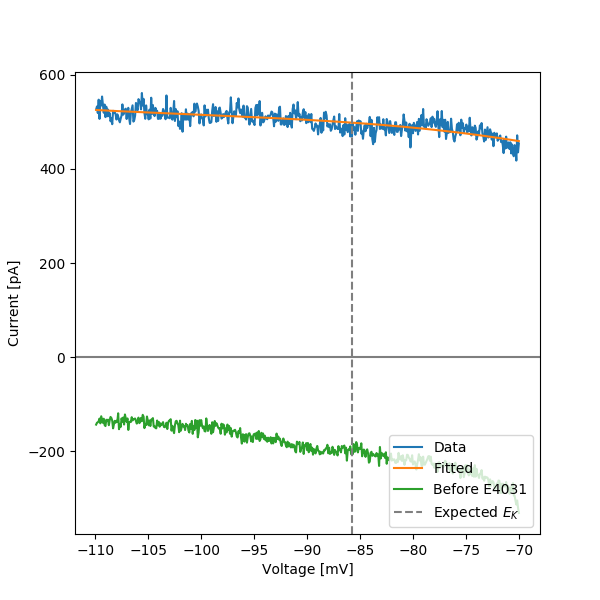 600
400
200
0
−200
−110
−105
−100
−95
−90
−85
−80
−75
−70
Current [pA]
Voltage [mV]
Data
Fitted
Before E4031
Expected E_K